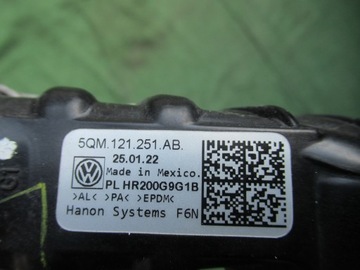 5QM.121.251.AB.
25.01.22
Made in Mexico.
PL HR200G9G1B
>AL< >PA< >EPDM<
Hanon Systems F6N